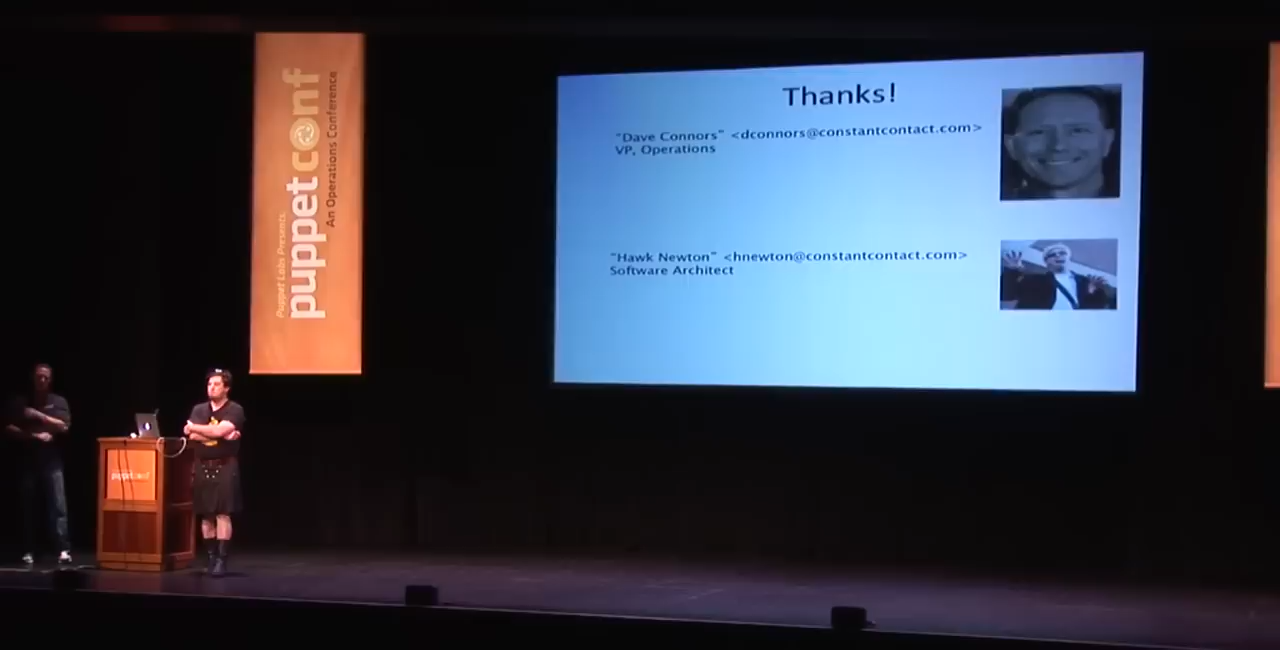 Puppet Labs Presents.
puppetconf
An Operations Conference
Thanks!
"Dave Connors" <dconnors@constantcontact.com>
VP, Operations
"Hawk Newton" <hnewton@constantcontact.com>
Software Architect
puppetconf